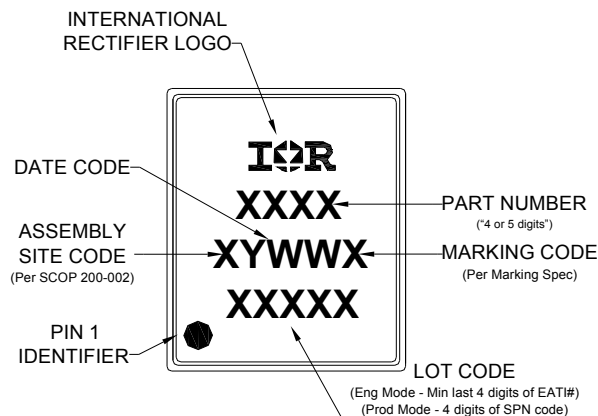 INTERNATIONAL
RECTIFIER LOGO
IOR
DATE CODE
XXXX
PART NUMBER
("4 or 5 digits")
ASSEMBLY
SITE CODE
(Per SCOP 200-002)
XYWWX
MARKING CODE
(Per Marking Spec)
XXXXX
PIN 1
IDENTIFIER
LOT CODE
(Eng Mode - Min last 4 digits of EATI#)
(Prod Mode - 4 digits of SPN code)